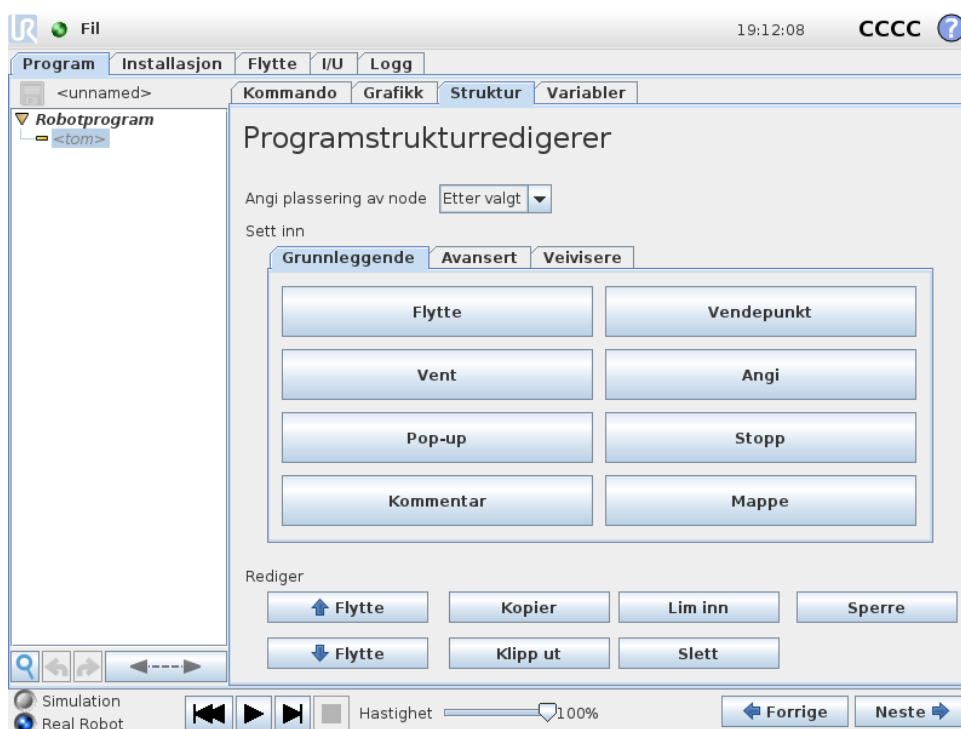 UR Fil 19:12:08 CCCC ?
Program Installasjon Flytte I/U Logg
<unnamed> Kommando Grafikk Struktur Variabler
Robotprogram
<tom>
Programstrukturredigerer
Angi plassering av node Etter valgt
Sett inn
Grunnleggende Avansert Veivisere
Flytte Vendepunkt
Vent Angi
Pop-up Stopp
Kommentar Mappe
Rediger
Flytte Kopier Lim inn Sperre
Flytte Klipp ut Slett
Simulation
Real Robot Hastighet 100% Forrige Neste